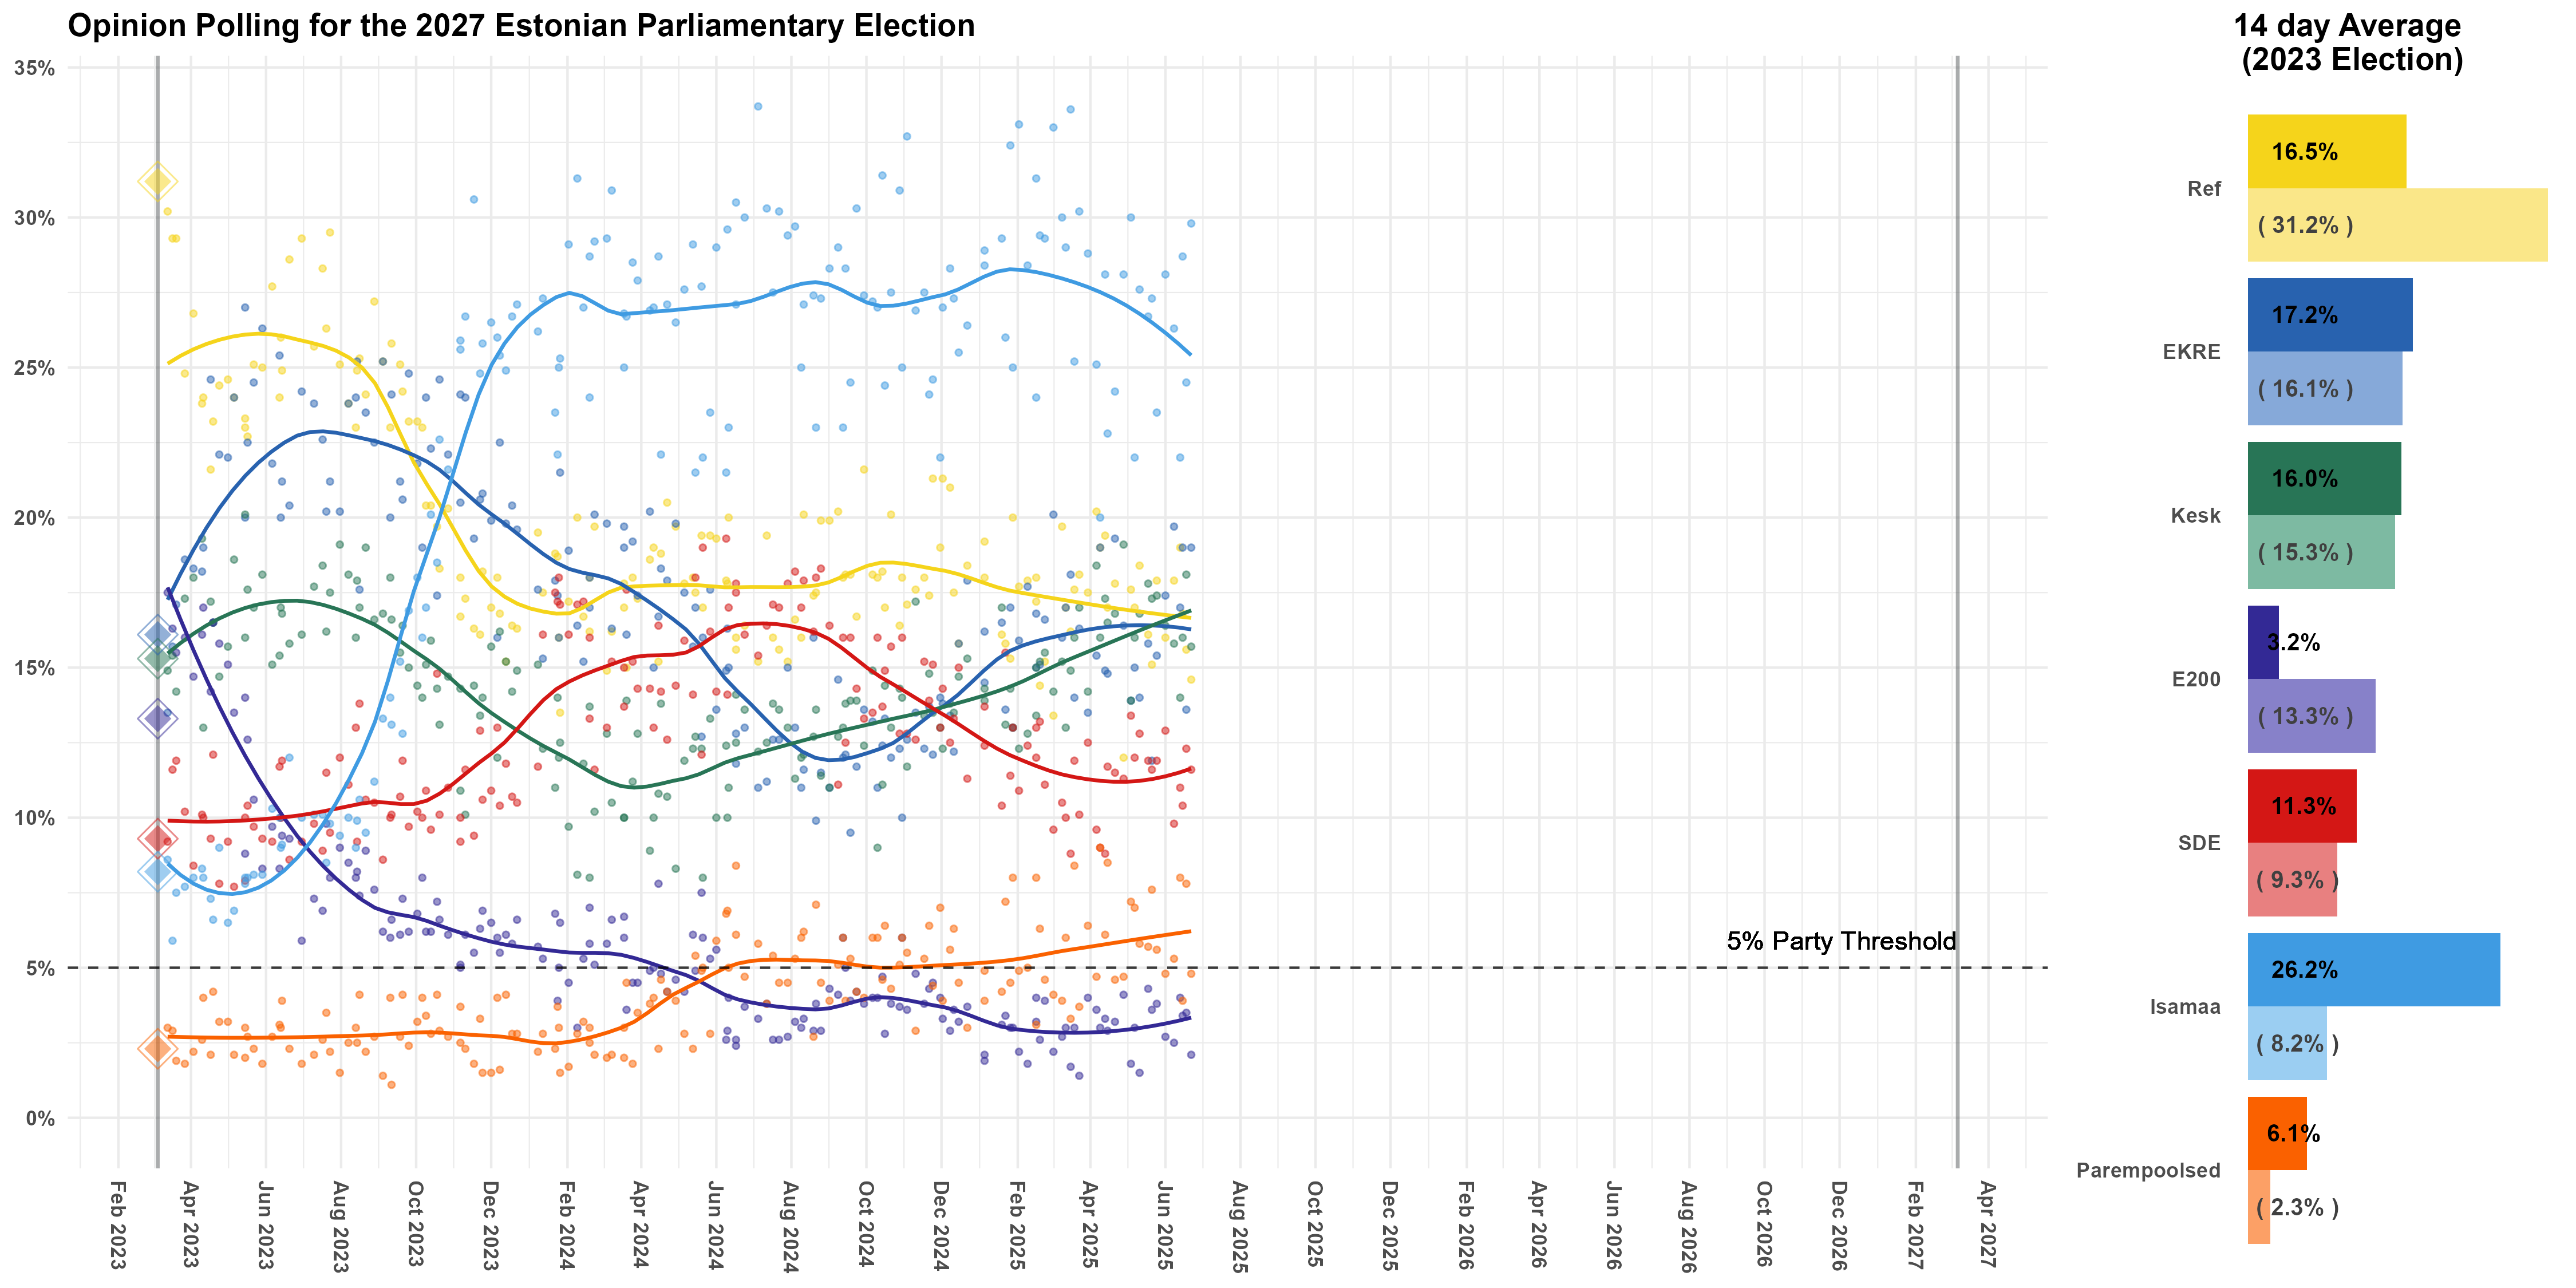 Opinion Polling for the 2027 Estonian Parliamentary Election
35%
30%
25%
20%
15%
10%
5%
0%
5% Party Threshold
Feb 2023
Apr 2023
Jun 2023
Aug 2023
Oct 2023
Dec 2023
Feb 2024
Apr 2024
Jun 2024
Aug 2024
Oct 2024
Dec 2024
Feb 2025
Apr 2025
Jun 2025
Aug 2025
Oct 2025
Dec 2025
Feb 2026
Apr 2026
Jun 2026
Aug 2026
Oct 2026
Dec 2026
Feb 2027
Apr 2027
14 day Average
(2023 Election)
Ref
16.5%
( 31.2% )
EKRE
17.2%
( 16.1% )
Kesk
16.0%
( 15.3% )
E200
3.2%
( 13.3% )
SDE
11.3%
( 9.3% )
Isamaa
26.2%
( 8.2% )
Parempoolsed
6.1%
( 2.3% )